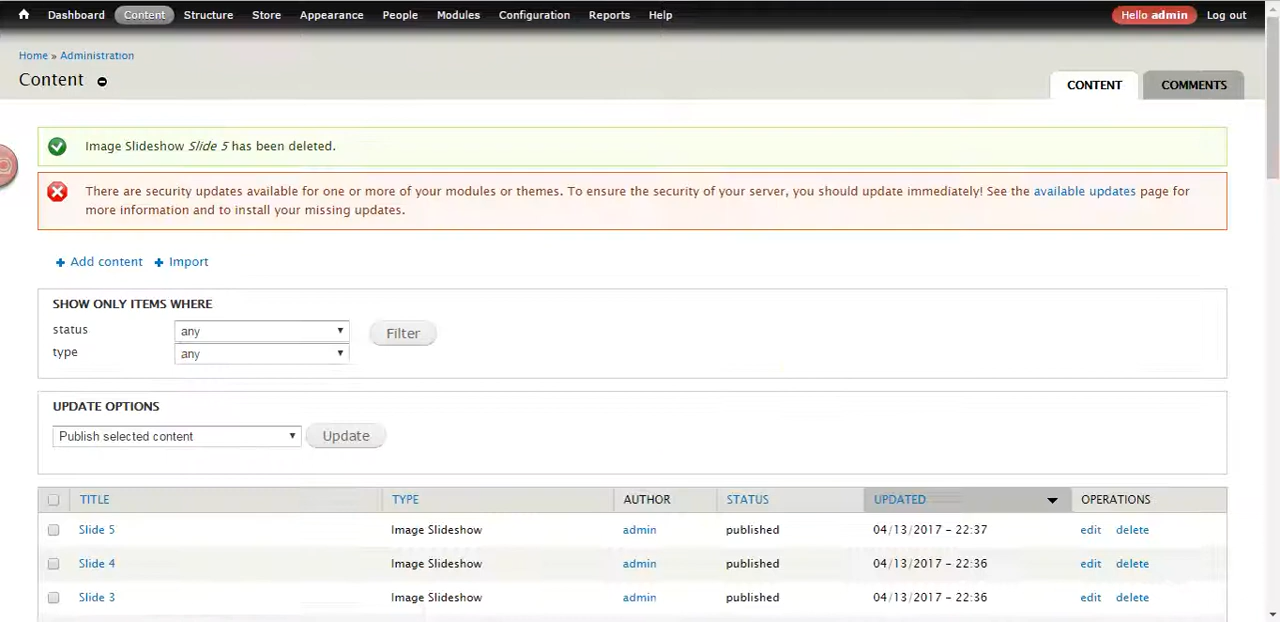 Dashboard Content Structure Store Appearance People Modules Configuration Reports Help Hello admin Log out
Home » Administration
Content
CONTENT COMMENTS
Image Slideshow Slide 5 has been deleted.
There are security updates available for one or more of your modules or themes. To ensure the security of your server, you should update immediately! See the available updates page for
more information and to install your missing updates.
Add content Import
SHOW ONLY ITEMS WHERE
status any Filter
type any
UPDATE OPTIONS
Publish selected content Update
TITLE TYPE AUTHOR STATUS UPDATED OPERATIONS
Slide 5 Image Slideshow admin published 04/13/2017 - 22:37 edit delete
Slide 4 Image Slideshow admin published 04/13/2017 - 22:36 edit delete
Slide 3 Image Slideshow admin published 04/13/2017 - 22:36 edit delete